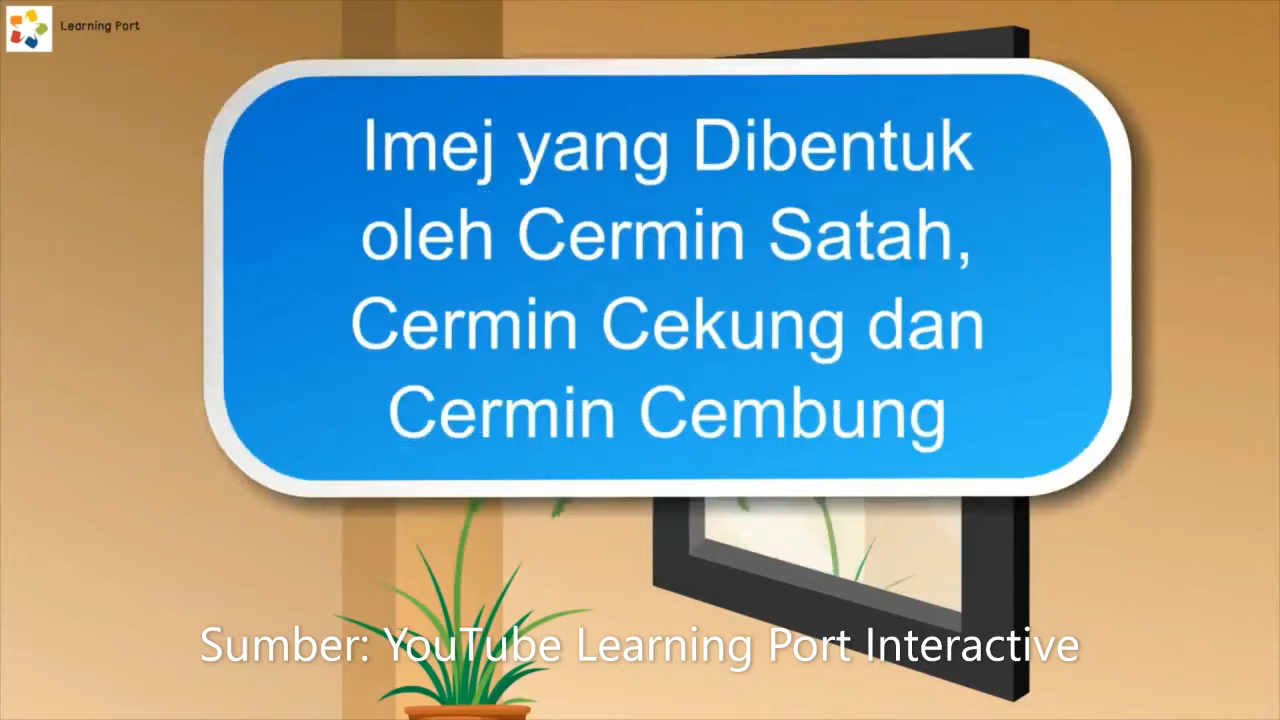 Learning Port
Imej yang Dibentuk
oleh Cermin Satah,
Cermin Cekung dan
Cermin Cembung
Sumber: YouTube Learning Port Interactive